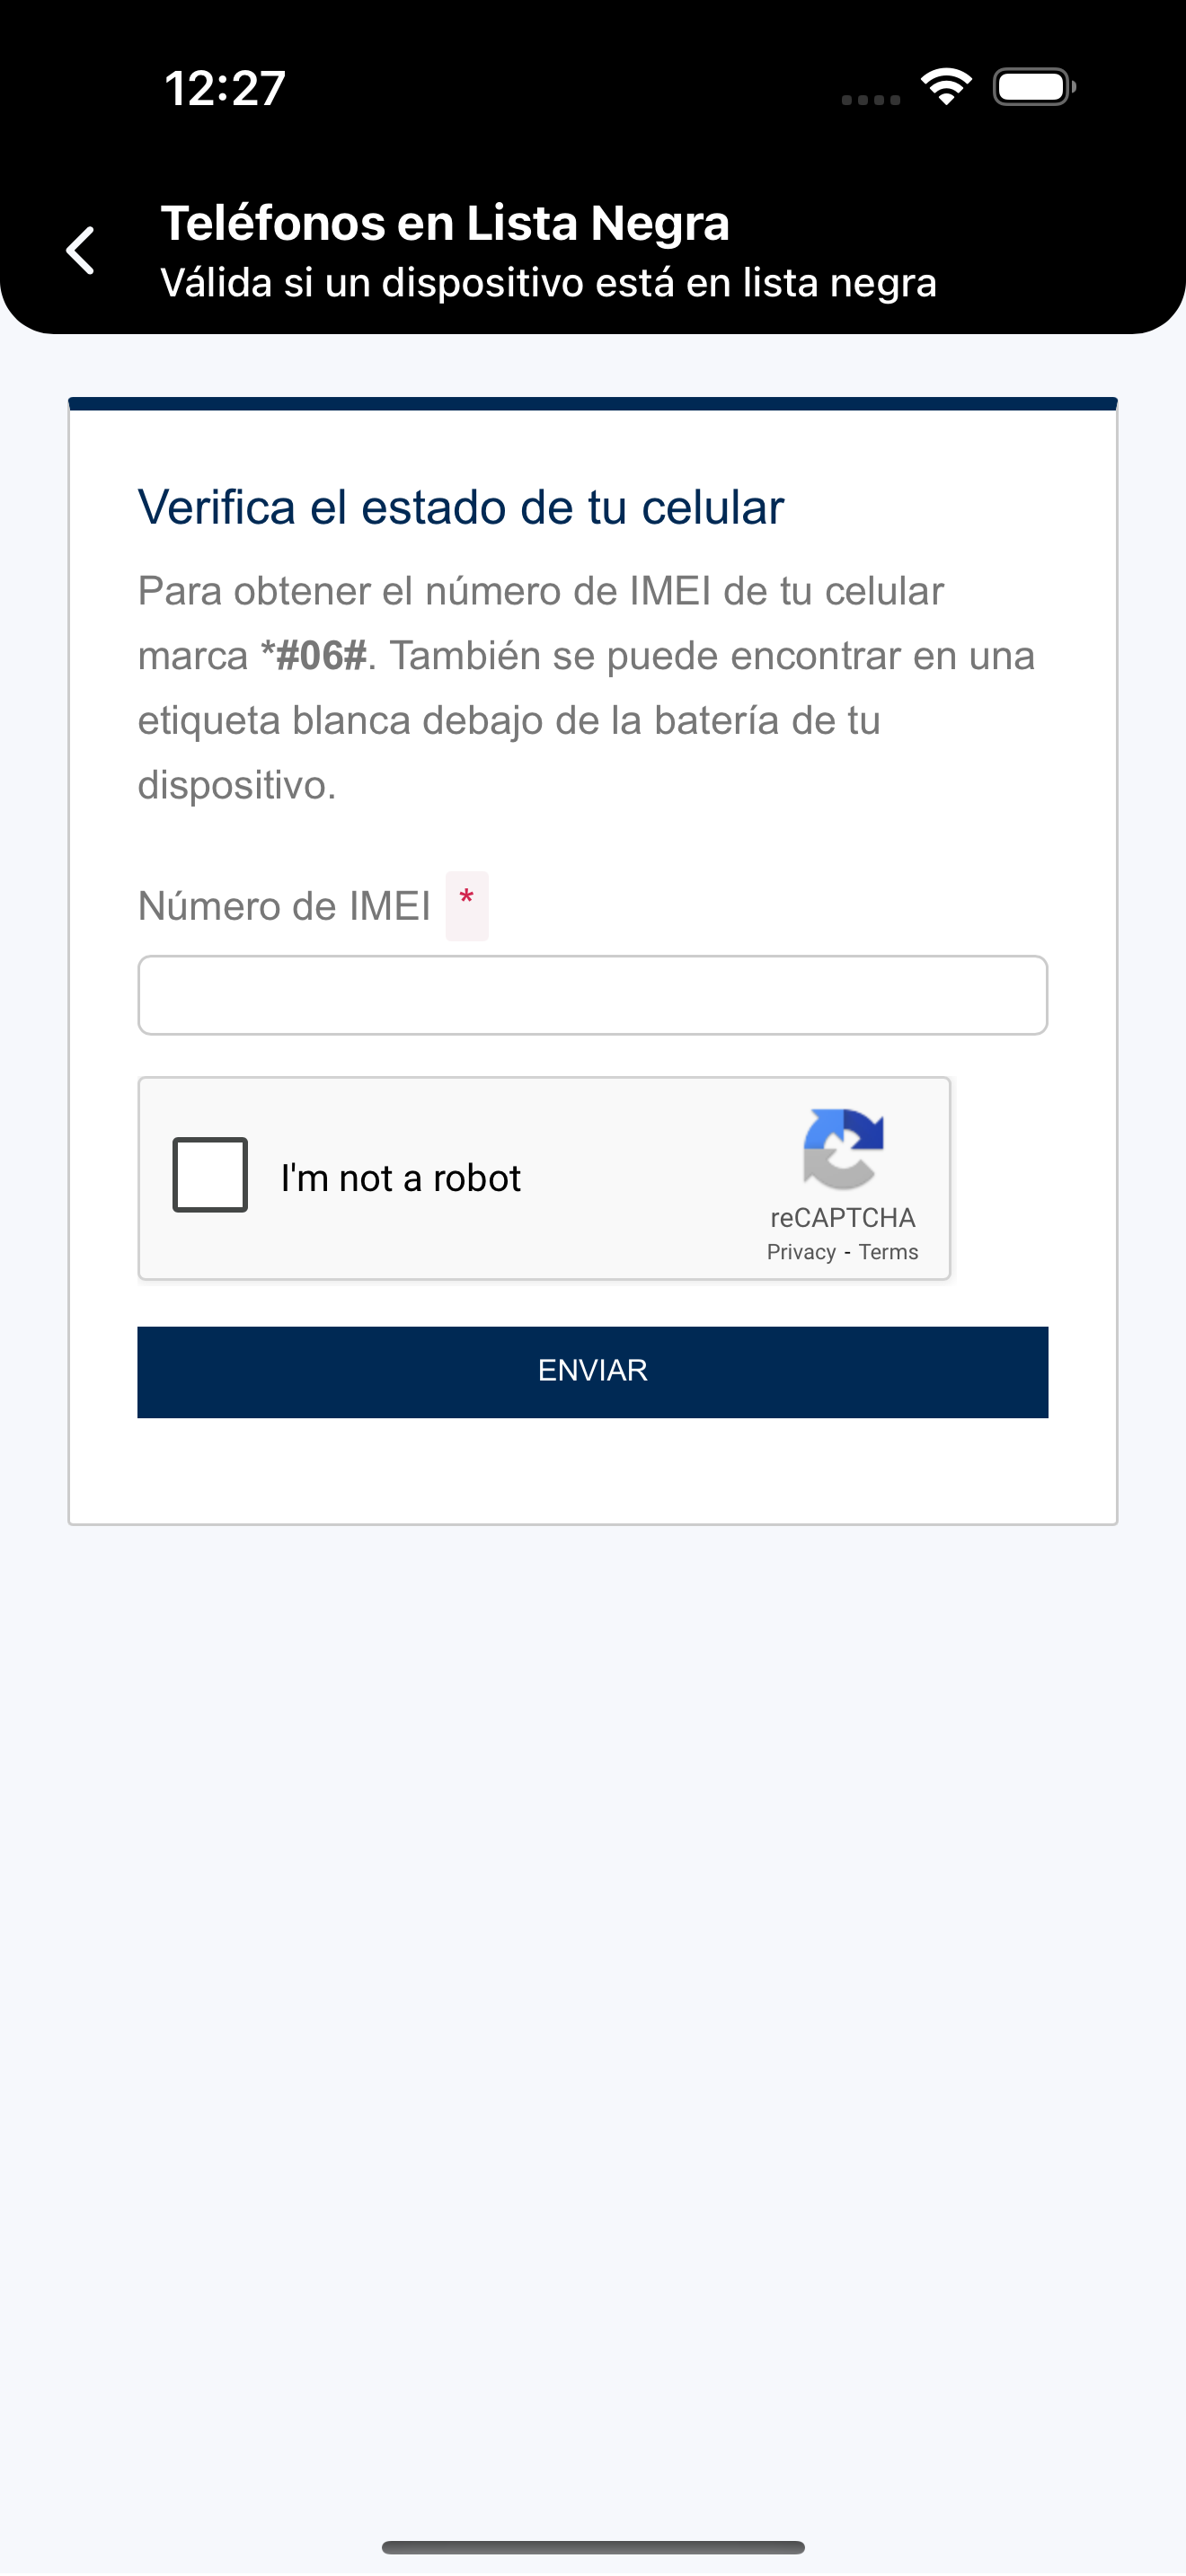 12:27
Teléfonos en Lista Negra
Válida si un dispositivo está en lista negra
Verifica el estado de tu celular
Para obtener el número de IMEI de tu celular
marca *#06#. También se puede encontrar en una
etiqueta blanca debajo de la batería de tu
dispositivo.
Número de IMEI *
I'm not a robot
reCAPTCHA
Privacy - Terms
ENVIAR